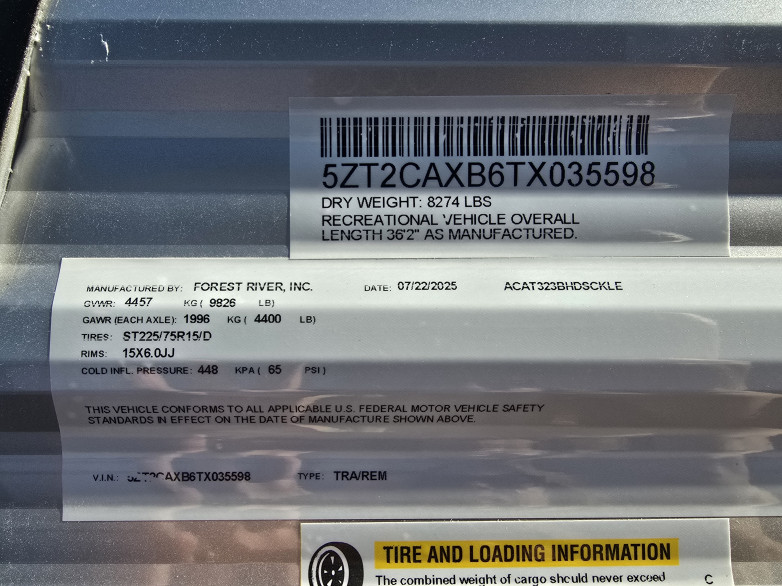 5ZT2CAXB6TX035598
DRY WEIGHT: 8274 LBS
RECREATIONAL VEHICLE OVERALL
LENGTH 36'2" AS MANUFACTURED.
MANUFACTURED BY: FOREST RIVER, INC. DATE: 07/22/2025 ACAT323BHDSCKLE
GVWR: 4457 KG ( 9826 LB)
GAWR (EACH AXLE): 1996 KG ( 4400 LB)
TIRES: ST225/75R15/D
RIMS: 15X6.0JJ
COLD INFL. PRESSURE: 448 KPA ( 65 PSI )
THIS VEHICLE CONFORMS TO ALL APPLICABLE U.S. FEDERAL MOTOR VEHICLE SAFETY
STANDARDS IN EFFECT ON THE DATE OF MANUFACTURE SHOWN ABOVE.
V.I.N.: 5ZT2CAXB6TX035598 TYPE: TRA/REM
TIRE AND LOADING INFORMATION
The combined weight of cargo should never exceed C